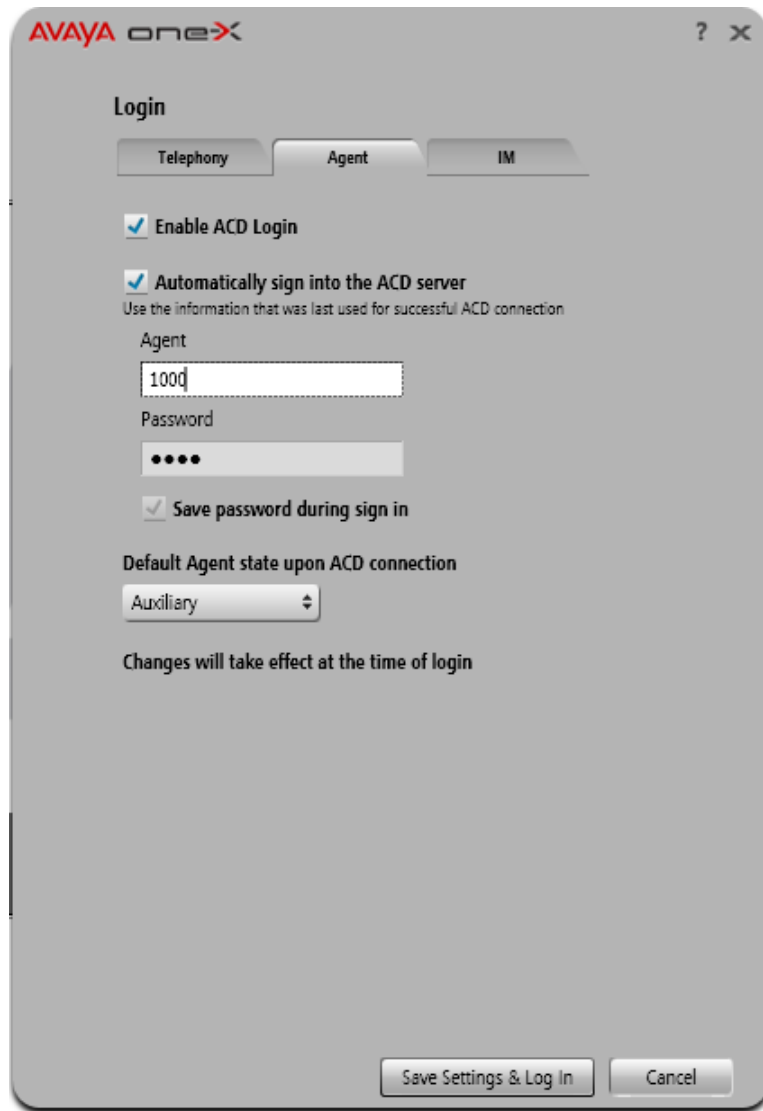 AVAYA one-X ? ×
Login
Telephony Agent IM
Enable ACD Login
Automatically sign into the ACD server
Use the information that was last used for successful ACD connection
Agent
1000
Password
••••
Save password during sign in
Default Agent state upon ACD connection
Auxiliary
Changes will take effect at the time of login
Save Settings & Log In Cancel